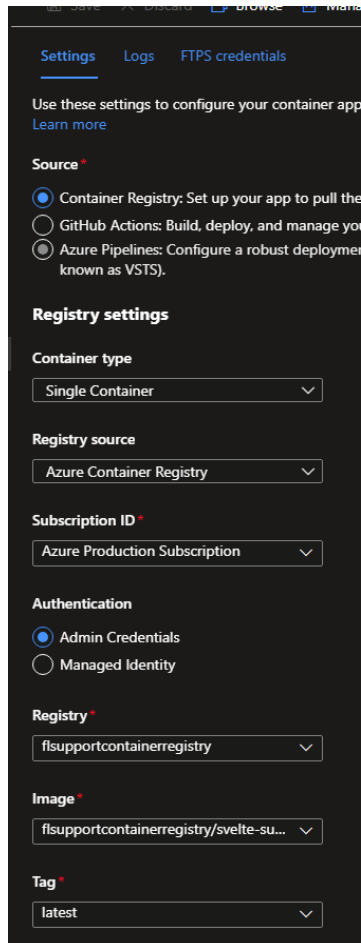 Save Discard Browse Mana
Settings Logs FTPS credentials
Use these settings to configure your container app
Learn more
Source*
Container Registry: Set up your app to pull the
GitHub Actions: Build, deploy, and manage you
Azure Pipelines: Configure a robust deploymen
known as VSTS).
Registry settings
Container type
Single Container
Registry source
Azure Container Registry
Subscription ID*
Azure Production Subscription
Authentication
Admin Credentials
Managed Identity
Registry*
flsupportcontainerregistry
Image*
flsupportcontainerregistry/svelte-su...
Tag*
latest